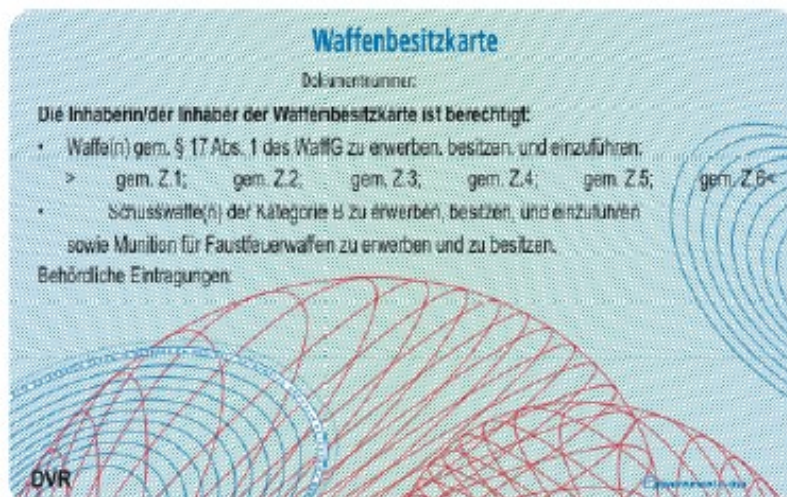 Waffenbesitzkarte
Dokumentnummer:
Die Inhaberin/der Inhaber der Waffenbesitzkarte ist berechtigt:
• Waffe(n) gem. § 17 Abs. 1 des WaffG zu erwerben, besitzen, und einzuführen;
> gem. Z.1; gem. Z.2; gem. Z.3; gem. Z.4; gem. Z.5; gem. Z.6<
• Schusswaffe(n) der Kategorie B zu erwerben, besitzen, und einzuführen
sowie Munition für Faustfeuerwaffen zu erwerben und zu besitzen.
Behördliche Eintragungen:
DVR